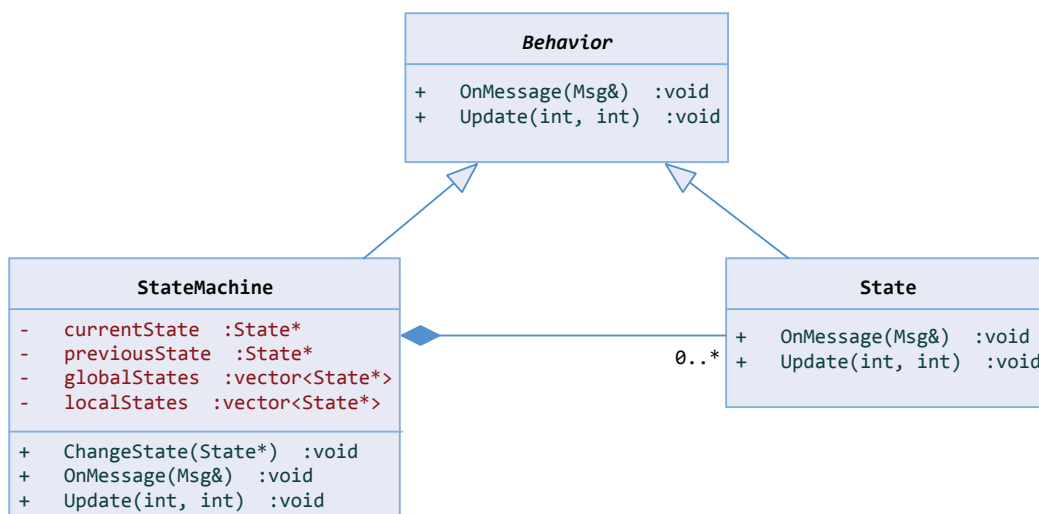 Behavior
+ OnMessage(Msg&) :void
+ Update(int, int) :void
StateMachine
- currentState :State*
- previousState :State*
- globalStates :vector<State*>
- localStates :vector<State*>
+ ChangeState(State*) :void
+ OnMessage(Msg&) :void
+ Update(int, int) :void
0..*
State
+ OnMessage(Msg&) :void
+ Update(int, int) :void